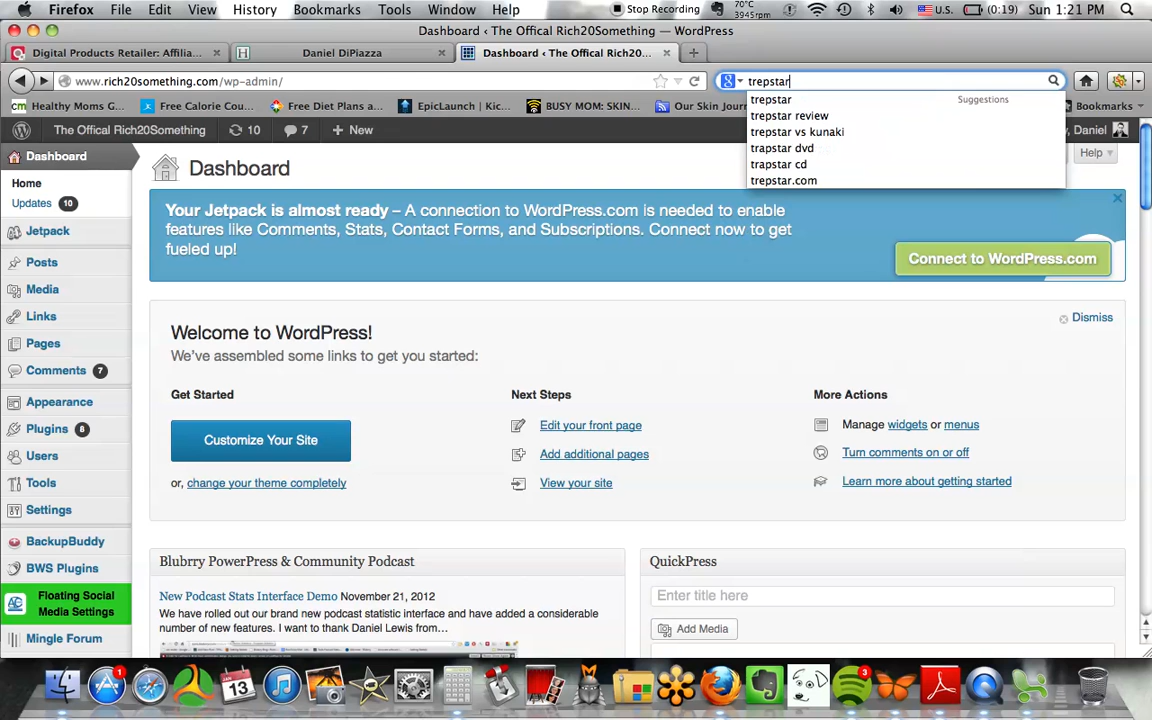 Firefox File Edit View History Bookmarks Tools Window Help
Stop Recording 70° 3945rpm U.S. (0:19) Sun 1:21 PM
Dashboard ‹ The Offical Rich20Something — WordPress
Digital Products Retailer: Affilia... Daniel DiPiazza Dashboard ‹ The Offical Rich20Something...
www.rich20something.com/wp-admin/ trepstar
Healthy Moms G... Free Calorie Cou... Free Diet... EpicLaunch | Kic... BUSY MOM: SKIN... Our Skin Jour... Bookmarks
trepstar Suggestions
trepstar review
trepstar vs kunaki
trapstar dvd
trapstar cd
trepstar.com
The Offical Rich20Something 10 7 + New y, Daniel
Dashboard
Home
Updates 10
Jetpack
Posts
Media
Links
Pages
Comments 7
Appearance
Plugins 8
Users
Tools
Settings
BackupBuddy
BWS Plugins
Floating Social
Media Settings
Mingle Forum
Dashboard
Help
Your Jetpack is almost ready – A connection to WordPress.com is needed to enable
features like Comments, Stats, Contact Forms, and Subscriptions. Connect now to get
fueled up!
Connect to WordPress.com
Welcome to WordPress!
Dismiss
We've assembled some links to get you started:
Get Started
Customize Your Site
or, change your theme completely
Next Steps
Edit your front page
Add additional pages
View your site
More Actions
Manage widgets or menus
Turn comments on or off
Learn more about getting started
Blubrry PowerPress & Community Podcast
New Podcast Stats Interface Demo November 21, 2012
We have rolled out our brand new podcast statistic interface and have added a considerable
number of new features. I want to thank Daniel Lewis from...
QuickPress
Enter title here
Add Media
1
JAN
13
3